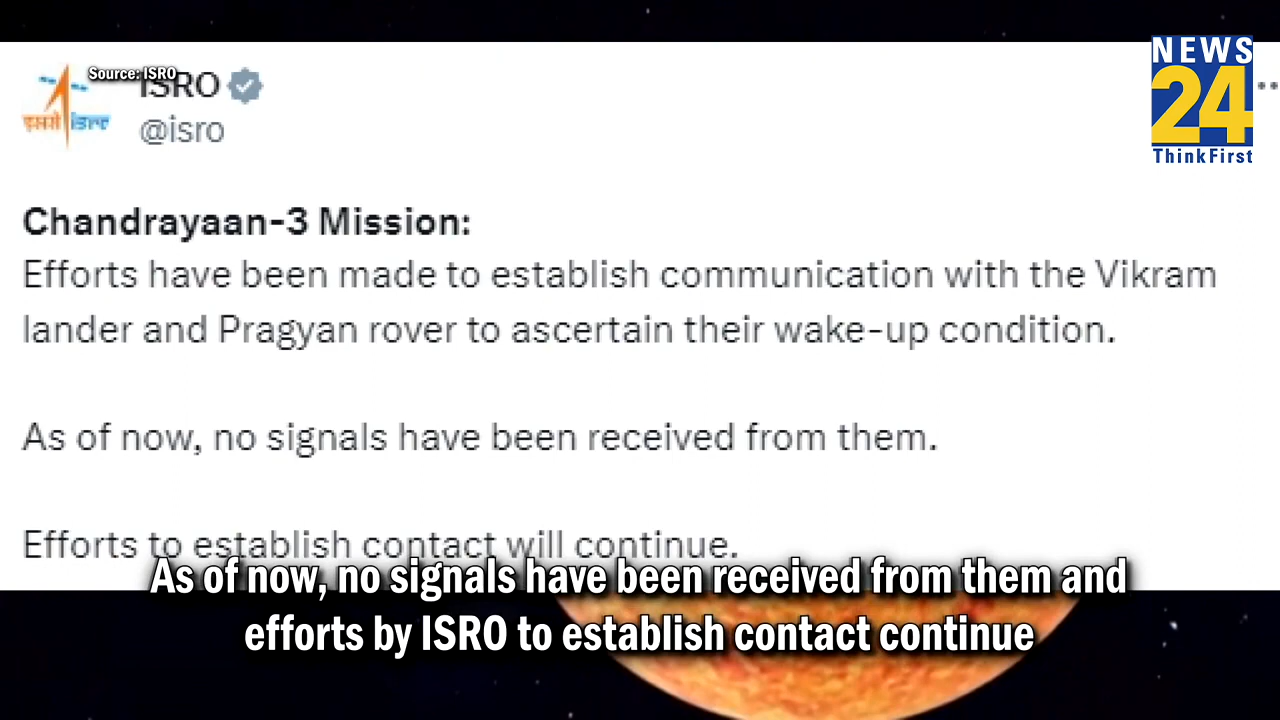 Source: ISRO
ISRO
@isro
इसरो isro
NEWS
24
ThinkFirst
Chandrayaan-3 Mission:
Efforts have been made to establish communication with the Vikram
lander and Pragyan rover to ascertain their wake-up condition.
As of now, no signals have been received from them.
Efforts to establish contact will continue.
As of now, no signals have been received from them and
efforts by ISRO to establish contact continue